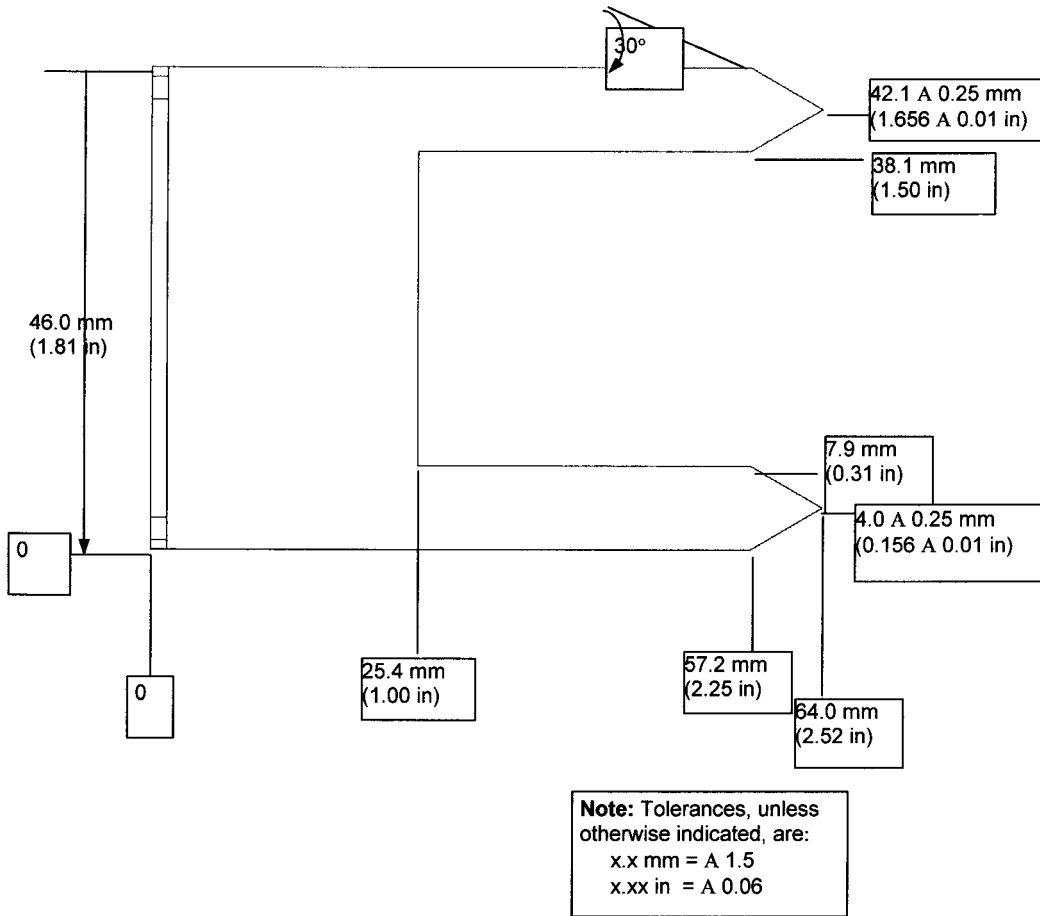 30°
42.1 A 0.25 mm
(1.656 A 0.01 in)
38.1 mm
(1.50 in)
46.0 mm
(1.81 in)
7.9 mm
(0.31 in)
4.0 A 0.25 mm
(0.156 A 0.01 in)
0
0
25.4 mm
(1.00 in)
57.2 mm
(2.25 in)
64.0 mm
(2.52 in)
Note: Tolerances, unless
otherwise indicated, are:
x.x mm = A 1.5
x.xx in = A 0.06